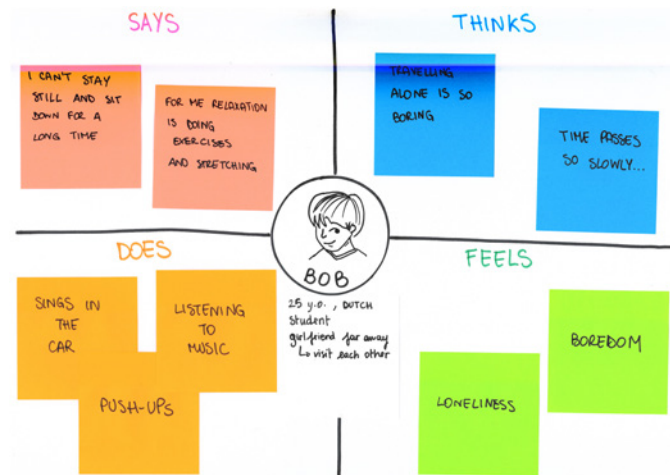 SAYS
I CAN'T STAY
STILL AND SIT
DOWN FOR A
LONG TIME
FOR ME RELAXATION
IS DOING
EXERCISES
AND STRETCHING
THINKS
TRAVELLING
ALONE IS SO
BORING
TIME PASSES
SO SLOWLY...
BOB
25 y.o., DUTCH
Student
girlfriend far away
↳ visit each other
DOES
SINGS IN
THE
CAR
LISTENING
TO
MUSIC
PUSH-UPS
FEELS
BOREDOM
LONELINESS